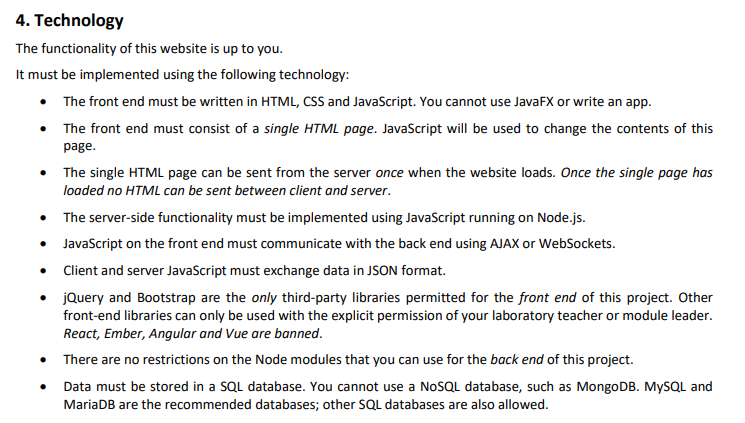 4. Technology
The functionality of this website is up to you.
It must be implemented using the following technology:
• The front end must be written in HTML, CSS and JavaScript. You cannot use JavaFX or write an app.
• The front end must consist of a single HTML page. JavaScript will be used to change the contents of this
page.
• The single HTML page can be sent from the server once when the website loads. Once the single page has
loaded no HTML can be sent between client and server.
• The server-side functionality must be implemented using JavaScript running on Node.js.
• JavaScript on the front end must communicate with the back end using AJAX or WebSockets.
• Client and server JavaScript must exchange data in JSON format.
• jQuery and Bootstrap are the only third-party libraries permitted for the front end of this project. Other
front-end libraries can only be used with the explicit permission of your laboratory teacher or module leader.
React, Ember, Angular and Vue are banned.
• There are no restrictions on the Node modules that you can use for the back end of this project.
• Data must be stored in a SQL database. You cannot use a NoSQL database, such as MongoDB. MySQL and
MariaDB are the recommended databases; other SQL databases are also allowed.